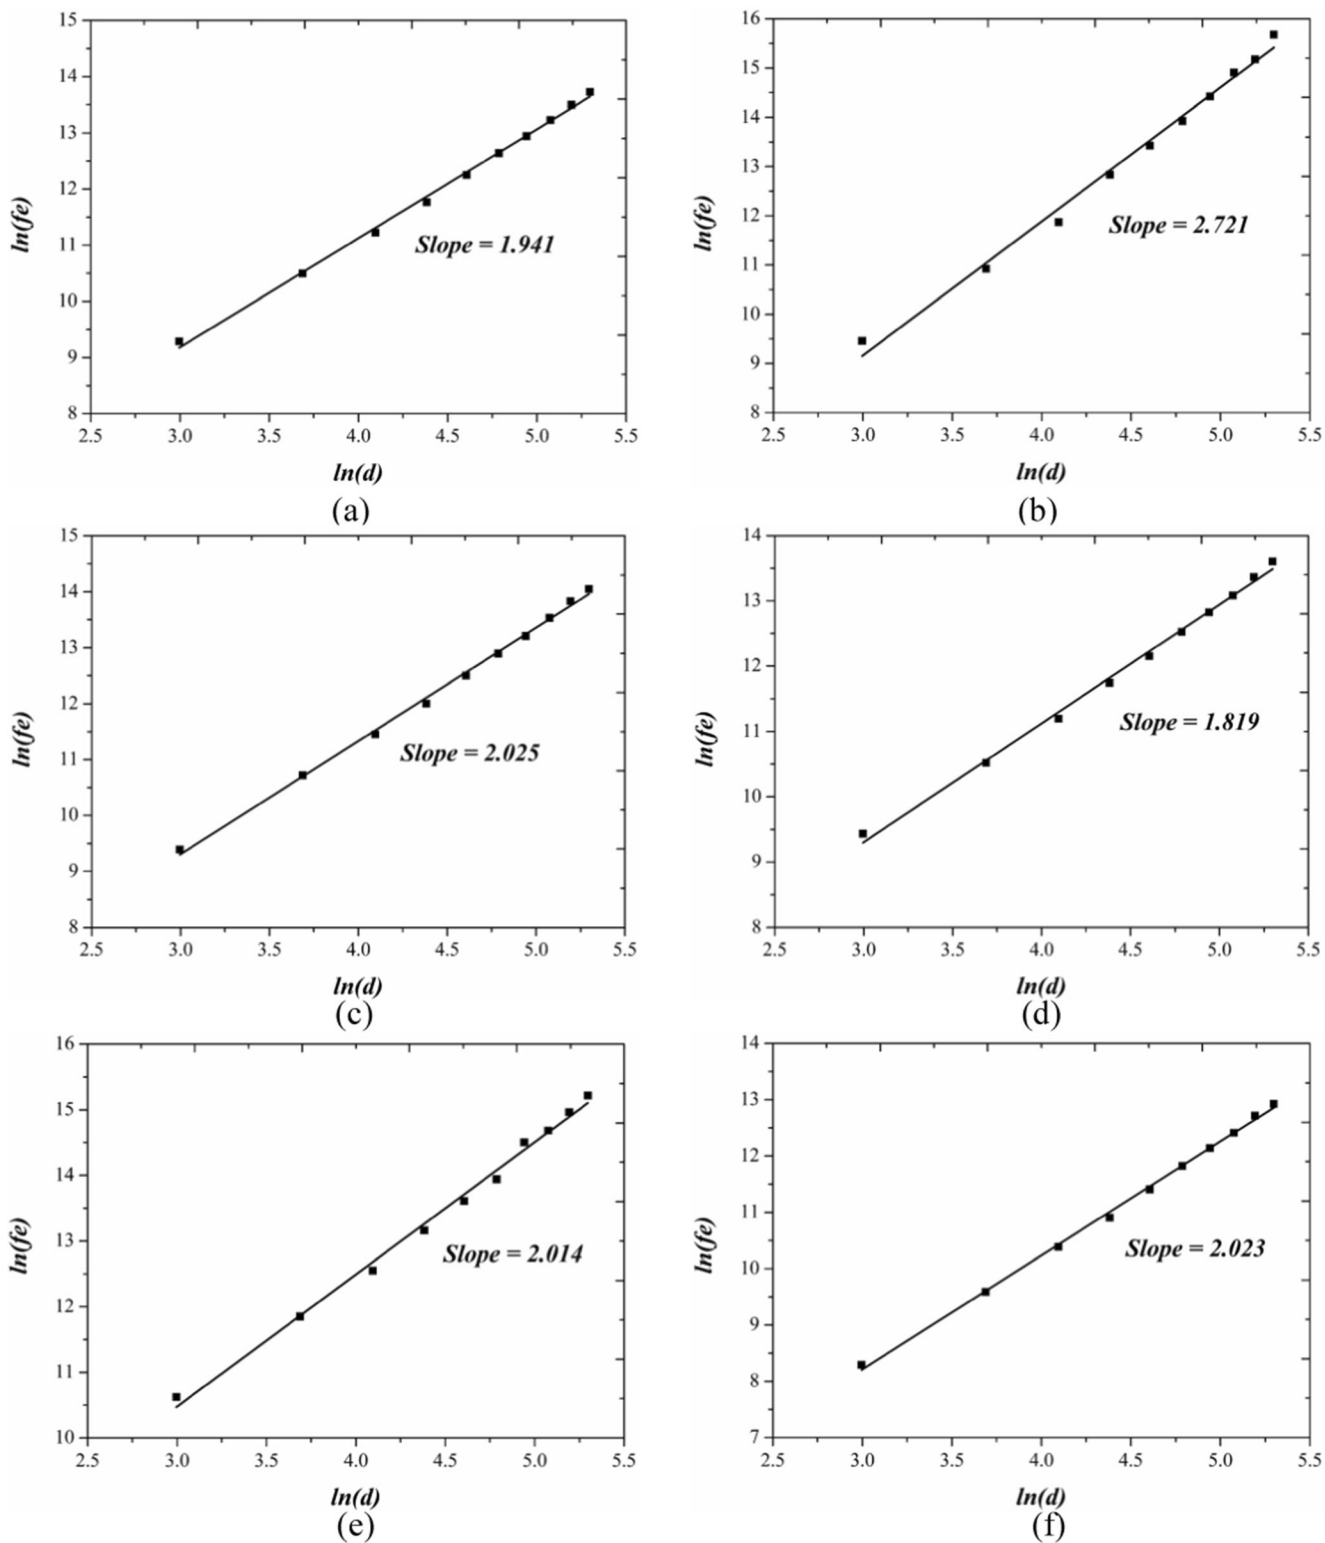 15
14
13
12
11
10
9
8
ln(fe)
Slope = 1.941
2.5 3.0 3.5 4.0 4.5 5.0 5.5
ln(d)
(a)
16
15
14
13
12
11
10
9
8
ln(fe)
Slope = 2.721
2.5 3.0 3.5 4.0 4.5 5.0 5.5
ln(d)
(b)
15
14
13
12
11
10
9
8
ln(fe)
Slope = 2.025
2.5 3.0 3.5 4.0 4.5 5.0 5.5
ln(d)
(c)
14
13
12
11
10
9
8
ln(fe)
Slope = 1.819
2.5 3.0 3.5 4.0 4.5 5.0 5.5
ln(d)
(d)
16
15
14
13
12
11
10
ln(fe)
Slope = 2.014
2.5 3.0 3.5 4.0 4.5 5.0 5.5
ln(d)
(e)
14
13
12
11
10
9
8
7
ln(fe)
Slope = 2.023
2.5 3.0 3.5 4.0 4.5 5.0 5.5
ln(d)
(f)